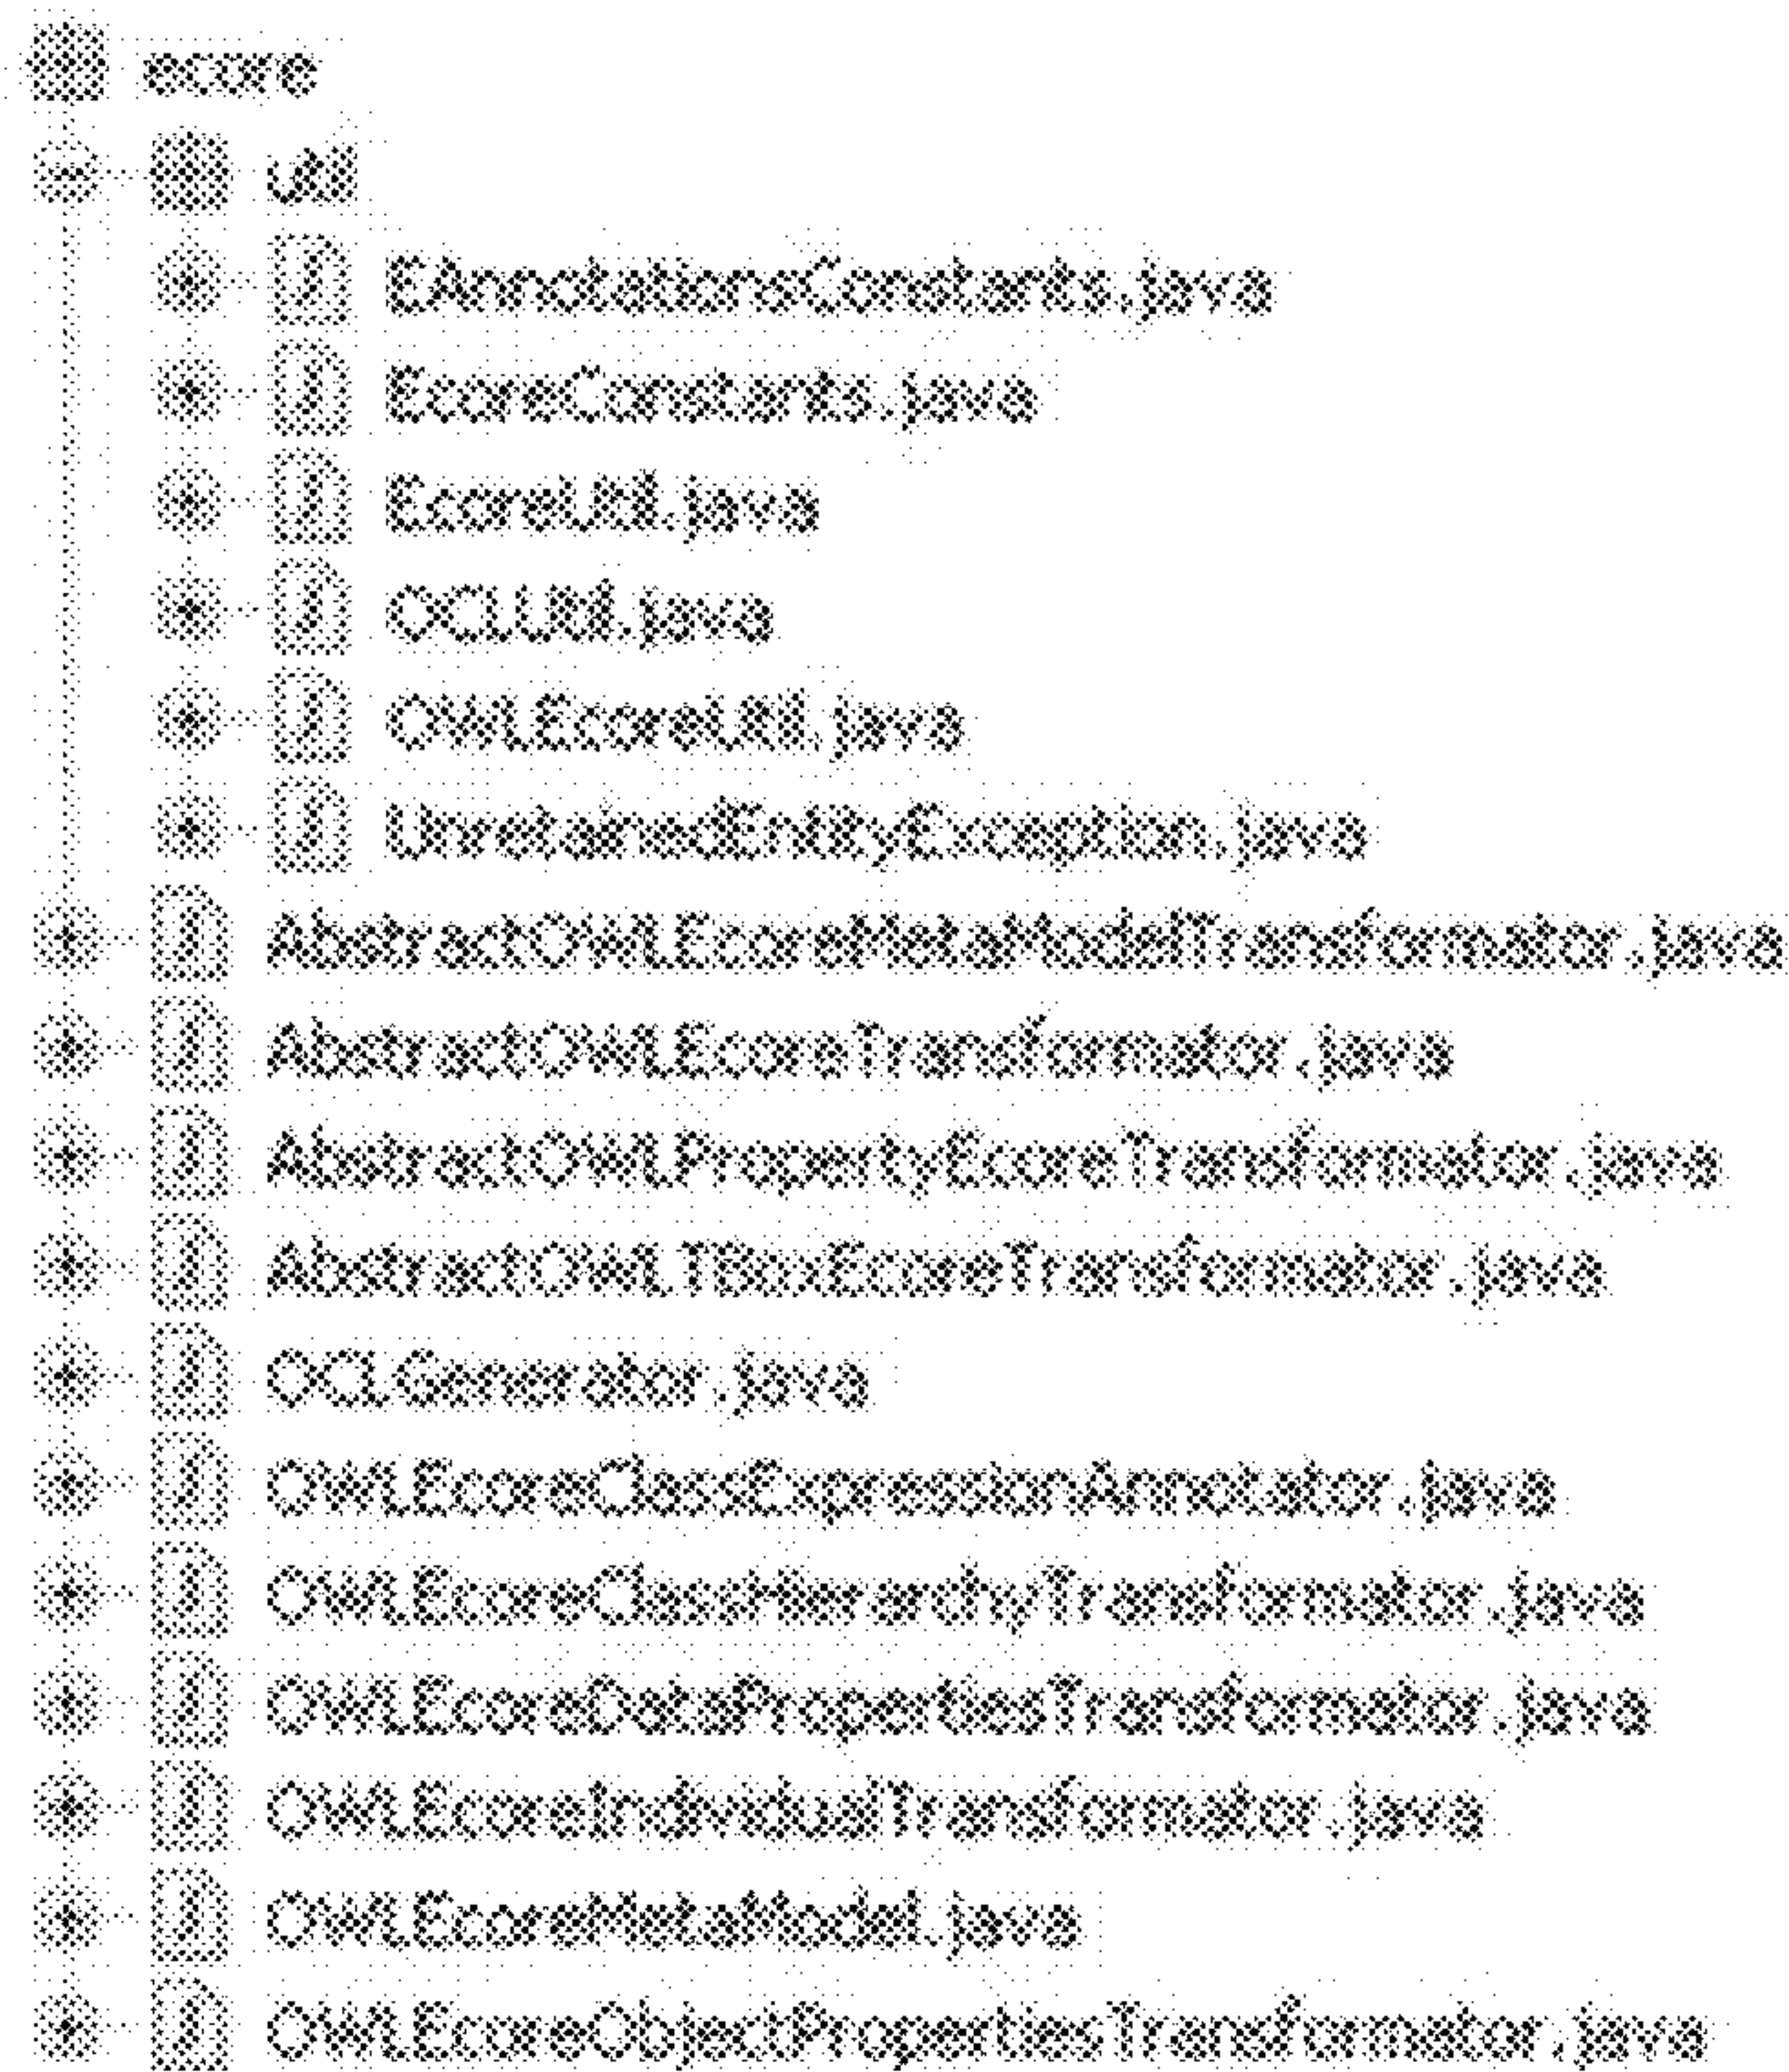 ecore
util
EAnnotationsConstants.java
EcoreConstants.java
EcoreUtil.java
OCLUtil.java
OWLEcoreUtil.java
UnretainedEntityException.java
AbstractOWLEcoreMetaModelTransformator.java
AbstractOWLEcoreTransformator.java
AbstractOWLPropertyEcoreTransformator.java
AbstractOWLTBoxEcoreTransformator.java
OCLGenerator.java
OWLEcoreClassExpressionAnnotator.java
OWLEcoreClassHierarchyTransformator.java
OWLEcoreDataPropertiesTransformator.java
OWLEcoreIndividualTransformator.java
OWLEcoreMetaModel.java
OWLEcoreObjectPropertiesTransformator.java